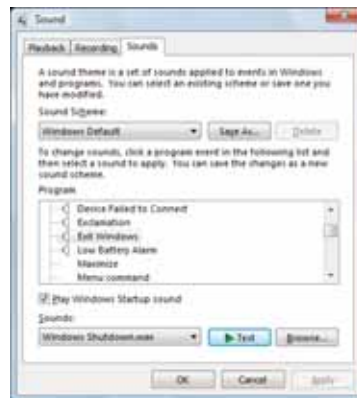 Sound
Playback Recording Sounds
A sound theme is a set of sounds applied to events in Windows
and programs. You can select an existing scheme or save one you
have modified.
Sound Scheme:
Windows Default Save As... Delete
To change sounds, click a program event in the following list and
then select a sound to apply. You can save the changes as a new
sound scheme.
Program
Device Failed to Connect
Exclamation
Exit Windows
Low Battery Alarm
Maximize
Menu command
Play Windows Startup sound
Sounds:
Windows Shutdown.wav Test Browse...
OK Cancel Apply